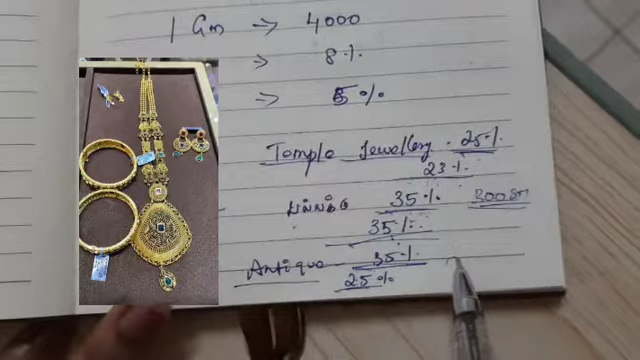 1 Gm → 4000
→ 8%
→ 5%
Temple Jewellery . 25%
23%
35% 300
35%
Antique 35%
25%